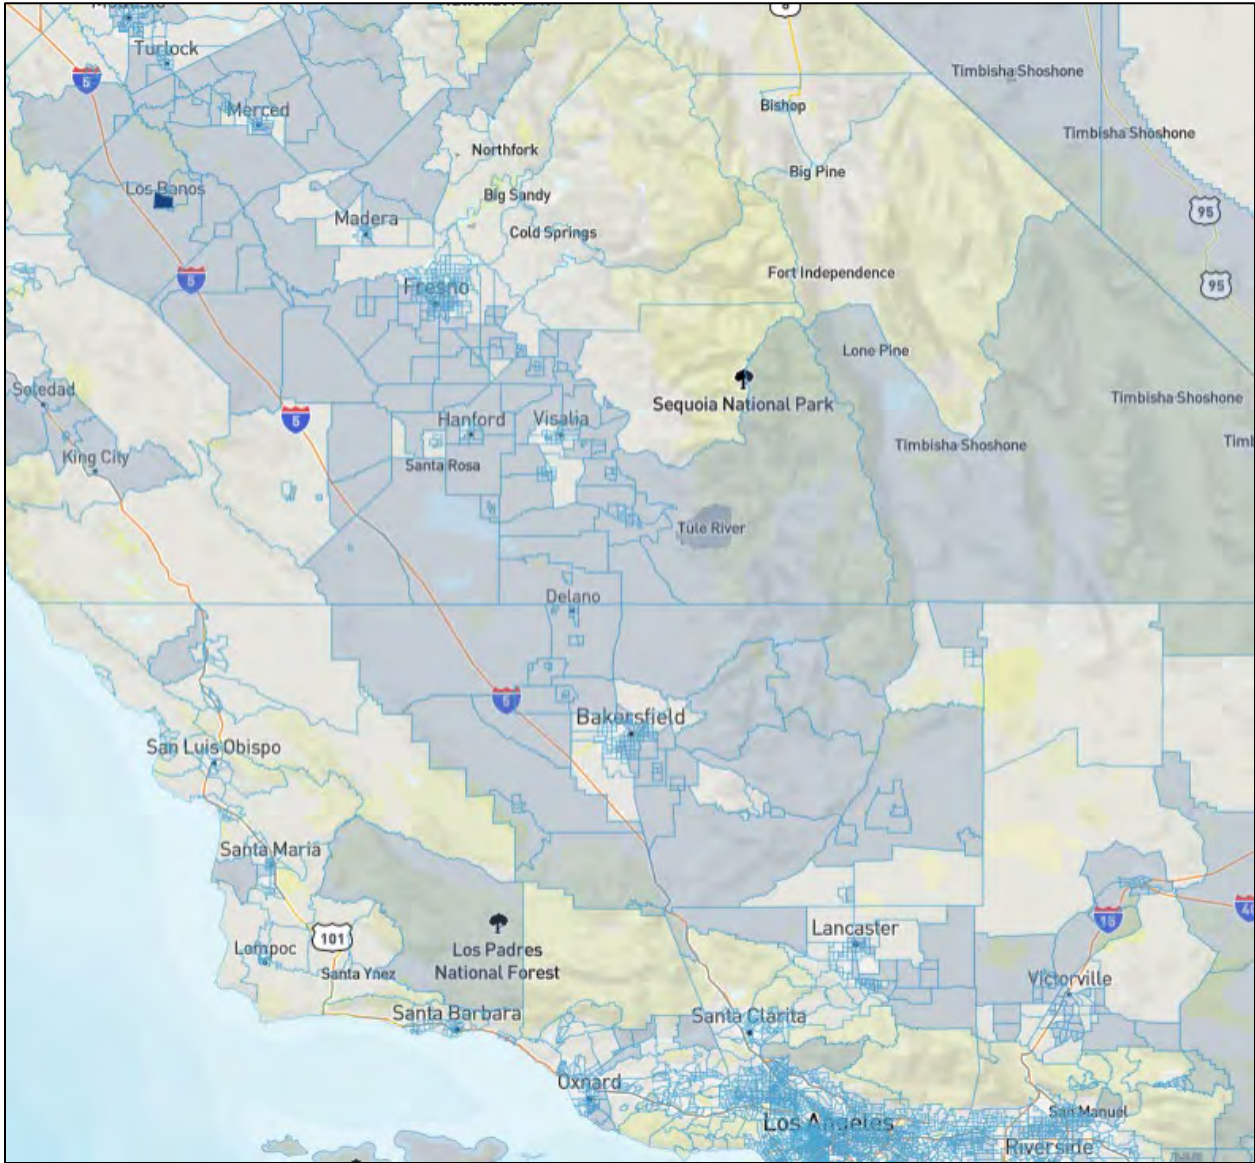 Turlock
5
Timbisha Shoshone
Bishop
Merced
Timbisha Shoshone
Northfork
Big Pine
Los Banos
Big Sandy
95
Madera
Cold Springs
Fort Independence
5
Fresno
95
Lone Pine
Soledad
Sequoia National Park
Timbisha Shoshone
5
Hanford
Visalia
Timbisha Shoshone
King City
Santa Rosa
Tule River
Delano
5
Bakersfield
San Luis Obispo
Santa Maria
101
Los Padres
National Forest
Lompoc
Santa Ynez
Lancaster
15
Victorville
Santa Barbara
Santa Clarita
Oxnard
Los Angeles
San Manuel
Riverside